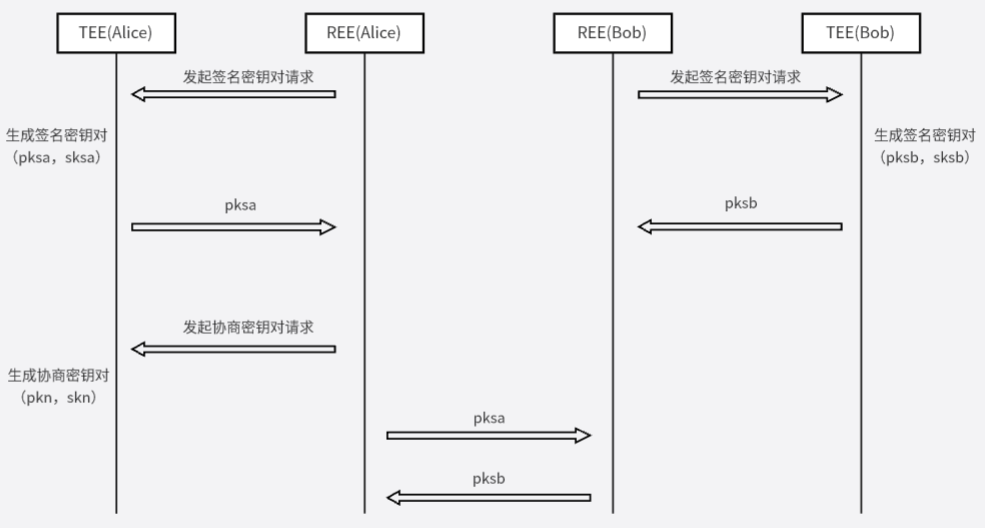 TEE(Alice)
REE(Alice)
REE(Bob)
TEE(Bob)
发起签名密钥对请求
发起签名密钥对请求
生成签名密钥对
（pksa，sksa）
生成签名密钥对
（pksb，sksb）
pksa
pksb
发起协商密钥对请求
生成协商密钥对
（pkn，skn）
pksa
pksb